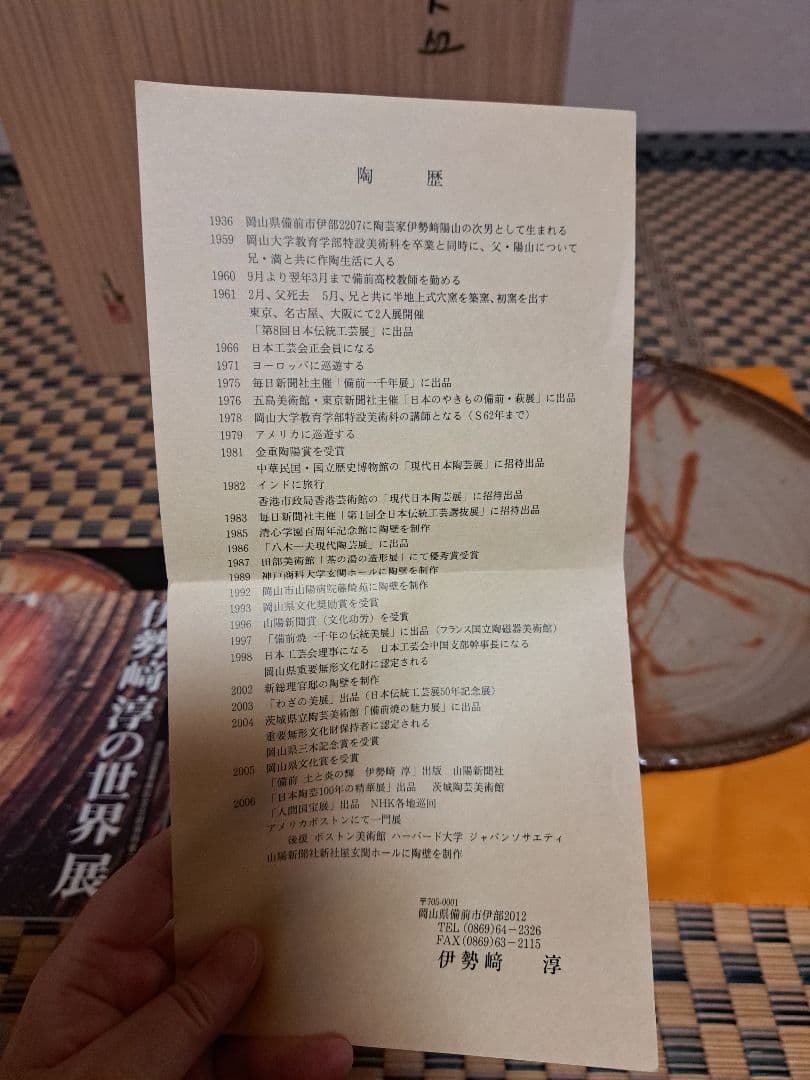 陶 歴
1936 岡山県備前市伊部2207に陶芸家伊勢﨑陽山の次男として生まれる
1959 岡山大学教育学部特設美術科を卒業と同時に、父・陽山について
兄・満と共に作陶生活に入る
1960 9月より翌年3月まで備前高校教師を勤める
1961 2月、父死去 5月、兄と共に半地上式穴窯を築窯、初窯を出す
東京、名古屋、大阪にて2人展開催
「第8回日本伝統工芸展」に出品
1966 日本工芸会正会員になる
1971 ヨーロッパに巡遊する
1975 毎日新聞社主催「備前一千年展」に出品
1976 五島美術館・東京新聞社主催「日本のやきもの備前・萩展」に出品
1978 岡山大学教育学部特設美術科の講師となる（S62年まで）
1979 アメリカに巡遊する
1981 金重陶陽賞を受賞
中華民国・国立歴史博物館の「現代日本陶芸展」に招待出品
1982 インドに旅行
香港市政局香港芸術館の「現代日本陶芸展」に招待出品
1983 毎日新聞社主催「第1回全日本伝統工芸選抜展」に招待出品
1985 清心学園百周年記念館に陶壁を制作
1986 「八木一夫現代陶芸展」に出品
1987 田部美術館「茶の湯の造形展」にて優秀賞受賞
1989 神戸商科大学玄関ホールに陶壁を制作
1992 岡山市山陽病院藤崎苑に陶壁を制作
1993 岡山県文化奨励賞を受賞
1996 山陽新聞賞（文化功労）を受賞
1997 「備前焼一千年の伝統美展」に出品（フランス国立陶磁器美術館）
1998 日本工芸会理事になる 日本工芸会中国支部幹事長になる
岡山県重要無形文化財に認定される
2002 新総理官邸の陶壁を制作
2003 「わざの美展」出品（日本伝統工芸展50年記念展）
2004 茨城県立陶芸美術館「備前焼の魅力展」に出品
重要無形文化財保持者に認定される
岡山県三木記念賞を受賞
2005 岡山県文化賞を受賞
「備前 土と炎の輝 伊勢崎 淳」出版 山陽新聞社
2006 「日本陶芸100年の精華展」出品 茨城陶芸美術館
「人間国宝展」出品 NHK各地巡回
アメリカボストンにて一門展
後援 ボストン美術館 ハーバード大学 ジャパンソサエティ
山陽新聞社新社屋玄関ホールに陶壁を制作
〒705-0001
岡山県備前市伊部2012
TEL (0869)64-2326
FAX (0869)63-2115
伊勢﨑 淳
伊勢﨑 淳の世界 展